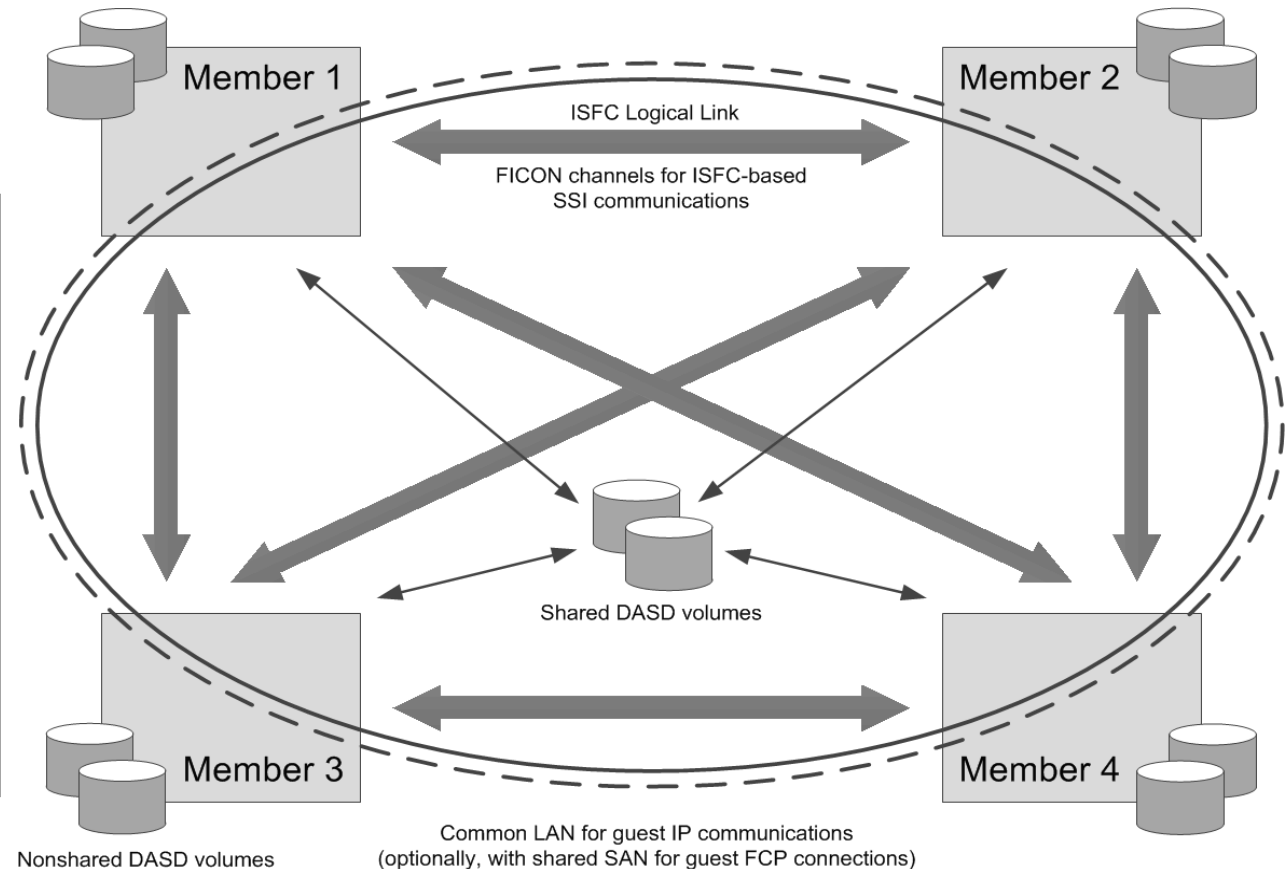 Member 1
Member 2
ISFC Logical Link
FICON channels for ISFC-based
SSI communications
Shared DASD volumes
Member 3
Member 4
Nonshared DASD volumes
Common LAN for guest IP communications
(optionally, with shared SAN for guest FCP connections)